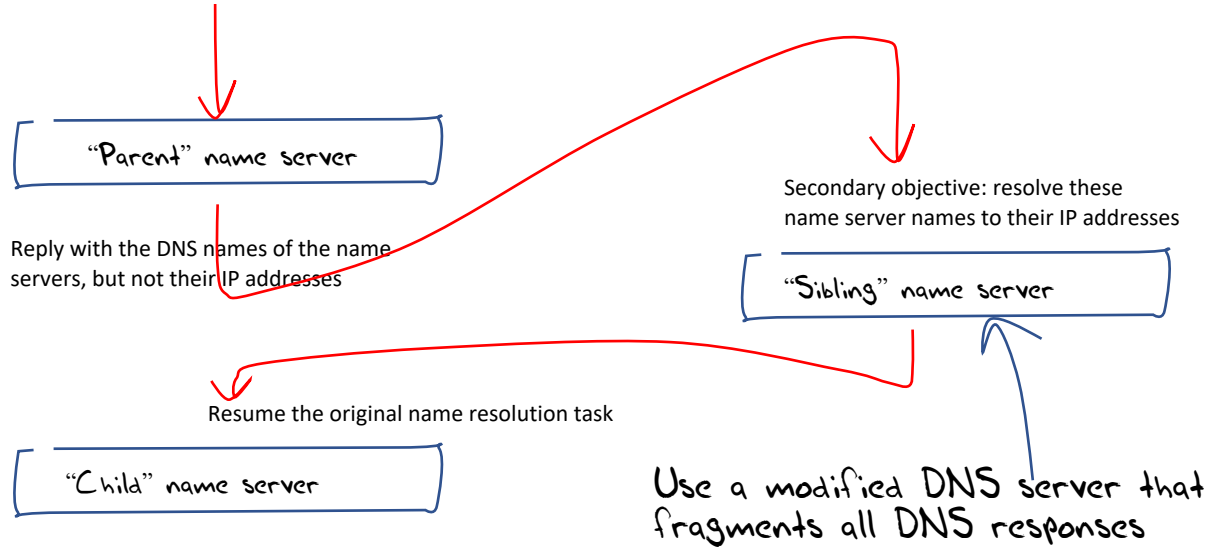 “Parent” name server
Reply with the DNS names of the name
servers, but not their IP addresses
Secondary objective: resolve these
name server names to their IP addresses
“Sibling” name server
Resume the original name resolution task
“Child” name server
Use a modified DNS server that
fragments all DNS responses